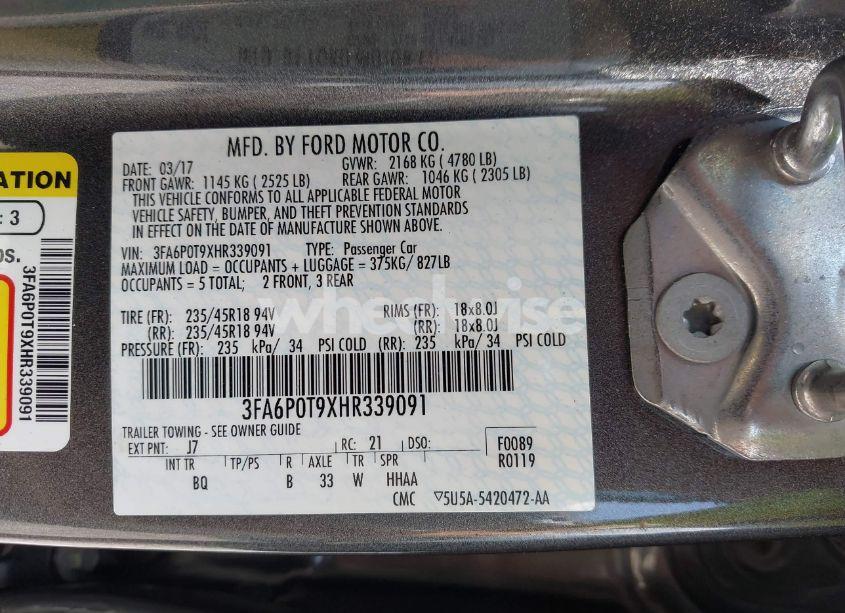 MFD. BY FORD MOTOR CO.
DATE: 03/17 GVWR: 2168 KG ( 4780 LB)
FRONT GAWR: 1145 KG ( 2525 LB) REAR GAWR: 1046 KG ( 2305 LB)
THIS VEHICLE CONFORMS TO ALL APPLICABLE FEDERAL MOTOR
VEHICLE SAFETY, BUMPER, AND THEFT PREVENTION STANDARDS
IN EFFECT ON THE DATE OF MANUFACTURE SHOWN ABOVE.
VIN: 3FA6P0T9XHR339091 TYPE: Passenger Car
MAXIMUM LOAD = OCCUPANTS + LUGGAGE = 375KG/ 827LB
OCCUPANTS = 5 TOTAL; 2 FRONT, 3 REAR
wheelwise
TIRE (FR): 235/45R18 94V RIMS (FR): 18x8.0J
(RR): 235/45R18 94V (RR): 18x8.0J
PRESSURE (FR): 235 kPa/ 34 PSI COLD (RR): 235 kPa/ 34 PSI COLD
3FA6P0T9XHR339091
TRAILER TOWING - SEE OWNER GUIDE
EXT PNT: J7 RC: 21 DSO: F0089
R0119
INT TR TP/PS R AXLE TR SPR
BQ B 33 W HHAA
CMC ▽5U5A-5420472-AA
ATION
: 3
os.
3FA6P0T9XHR339091